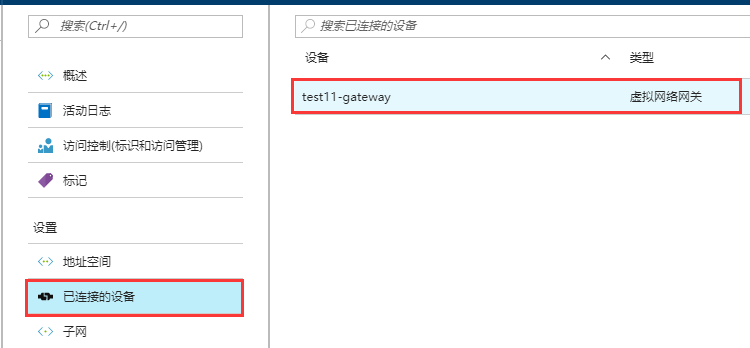 搜索(Ctrl+/)
概述
活动日志
访问控制(标识和访问管理)
标记
设置
地址空间
已连接的设备
子网
搜索已连接的设备
设备 类型
test11-gateway 虚拟网络网关